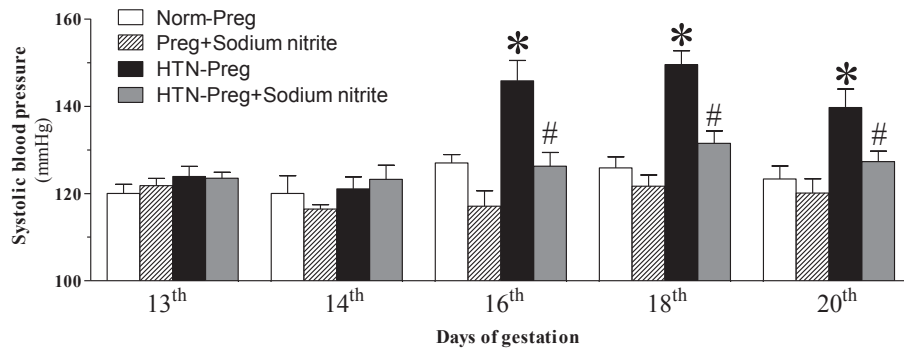 Norm-Preg
Preg+Sodium nitrite
HTN-Preg
HTN-Preg+Sodium nitrite
Systolic blood pressure
(mmHg)
160
140
120
100
*
*
*
#
#
#
13th
14th
16th
18th
20th
Days of gestation